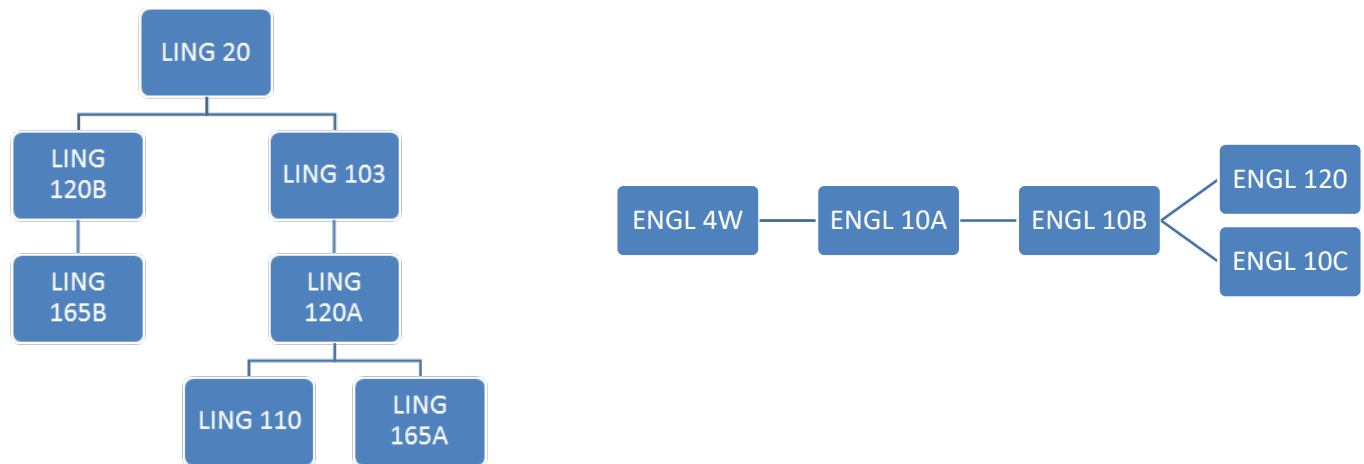 LING 20
LING
120B
LING 103
LING
165B
LING
120A
LING 110
LING
165A
ENGL 4W
ENGL 10A
ENGL 10B
ENGL 120
ENGL 10C